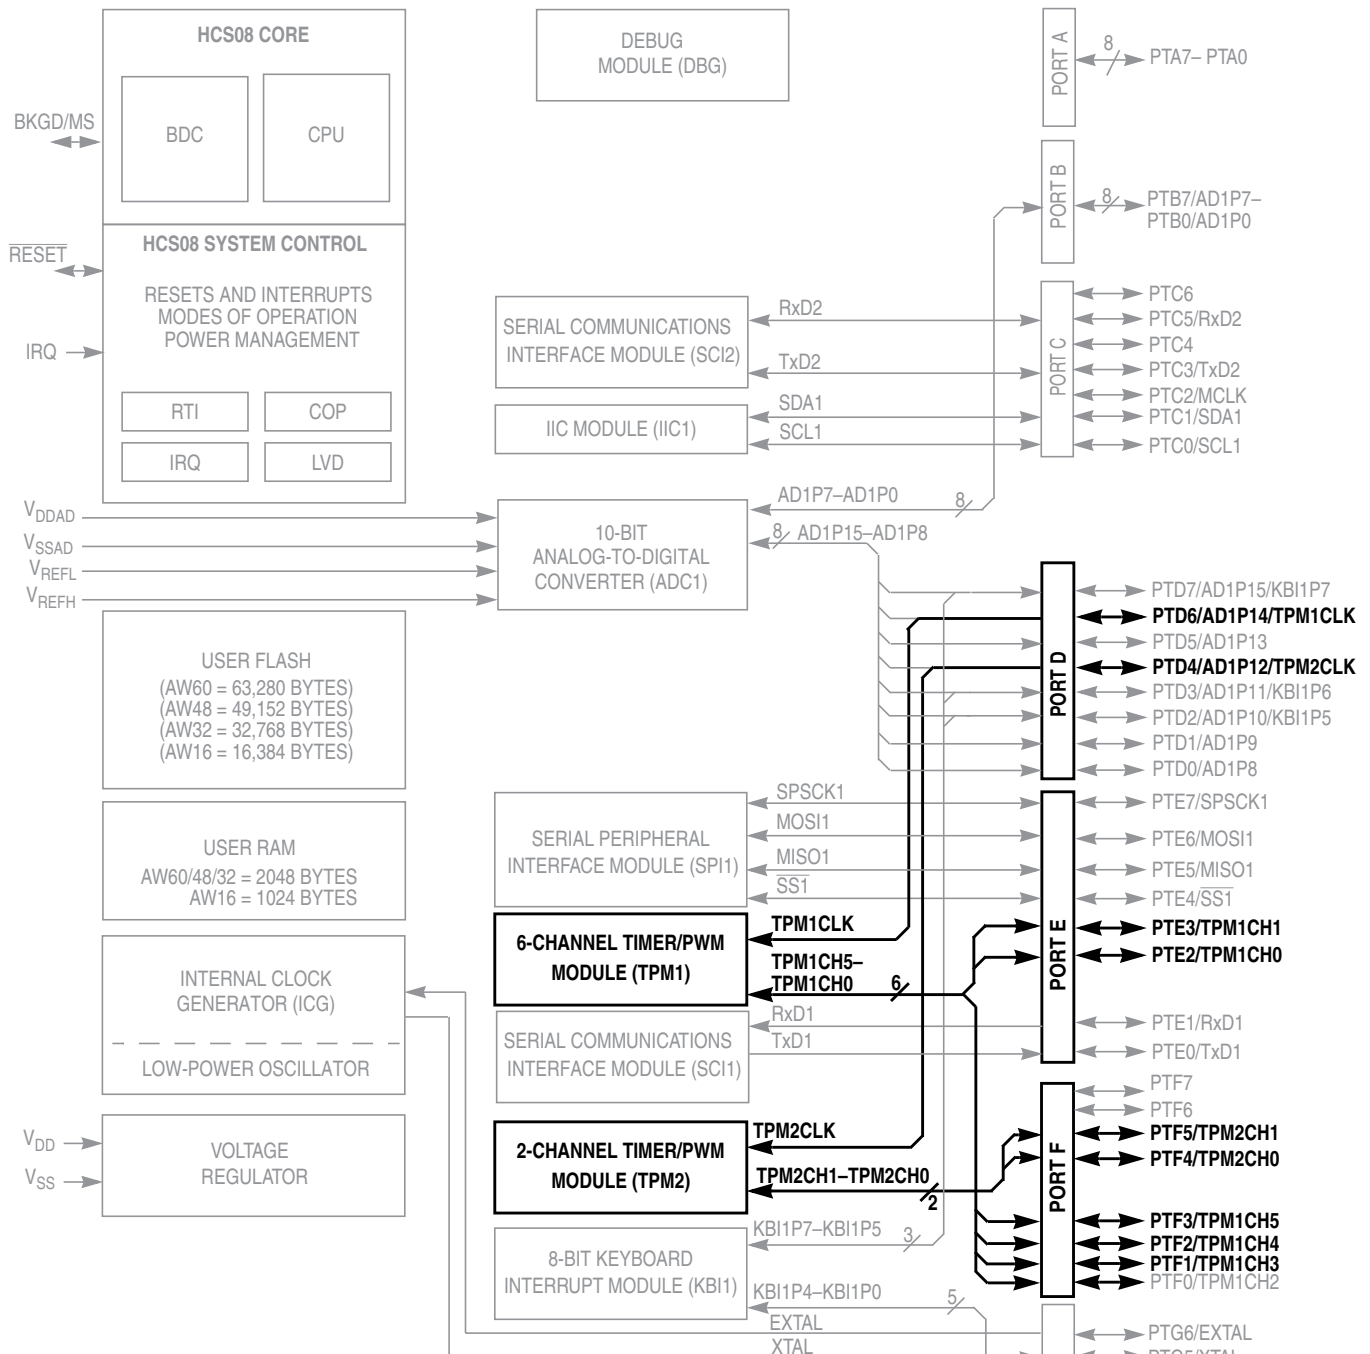 HCS08 CORE
BDC
CPU
BKGD/MS
HCS08 SYSTEM CONTROL
RESET
RESETS AND INTERRUPTS
MODES OF OPERATION
POWER MANAGEMENT
IRQ
RTI
COP
IRQ
LVD
VDDAD
VSSAD
VREFL
VREFH
USER FLASH
(AW60 = 63,280 BYTES)
(AW48 = 49,152 BYTES)
(AW32 = 32,768 BYTES)
(AW16 = 16,384 BYTES)
USER RAM
AW60/48/32 = 2048 BYTES
AW16 = 1024 BYTES
INTERNAL CLOCK
GENERATOR (ICG)
LOW-POWER OSCILLATOR
VDD
VSS
VOLTAGE
REGULATOR
DEBUG
MODULE (DBG)
SERIAL COMMUNICATIONS
INTERFACE MODULE (SCI2)
RxD2
TxD2
IIC MODULE (IIC1)
SDA1
SCL1
10-BIT
ANALOG-TO-DIGITAL
CONVERTER (ADC1)
AD1P7–AD1P0
8
8
AD1P15–AD1P8
SERIAL PERIPHERAL
INTERFACE MODULE (SPI1)
SPSCK1
MOSI1
MISO1
SS1
6-CHANNEL TIMER/PWM
MODULE (TPM1)
TPM1CLK
TPM1CH5–
TPM1CH0
6
SERIAL COMMUNICATIONS
INTERFACE MODULE (SCI1)
RxD1
TxD1
2-CHANNEL TIMER/PWM
MODULE (TPM2)
TPM2CLK
TPM2CH1–TPM2CH0
2
8-BIT KEYBOARD
INTERRUPT MODULE (KBI1)
KBI1P7–KBI1P5
3
KBI1P4–KBI1P0
5
EXTAL
XTAL
PORT A
8
PTA7– PTA0
PORT B
8
PTB7/AD1P7–
PTB0/AD1P0
PORT C
PTC6
PTC5/RxD2
PTC4
PTC3/TxD2
PTC2/MCLK
PTC1/SDA1
PTC0/SCL1
PORT D
PTD7/AD1P15/KBI1P7
PTD6/AD1P14/TPM1CLK
PTD5/AD1P13
PTD4/AD1P12/TPM2CLK
PTD3/AD1P11/KBI1P6
PTD2/AD1P10/KBI1P5
PTD1/AD1P9
PTD0/AD1P8
PORT E
PTE7/SPSCK1
PTE6/MOSI1
PTE5/MISO1
PTE4/SS1
PTE3/TPM1CH1
PTE2/TPM1CH0
PTE1/RxD1
PTE0/TxD1
PORT F
PTF7
PTF6
PTF5/TPM2CH1
PTF4/TPM2CH0
PTF3/TPM1CH5
PTF2/TPM1CH4
PTF1/TPM1CH3
PTF0/TPM1CH2
PTG6/EXTAL